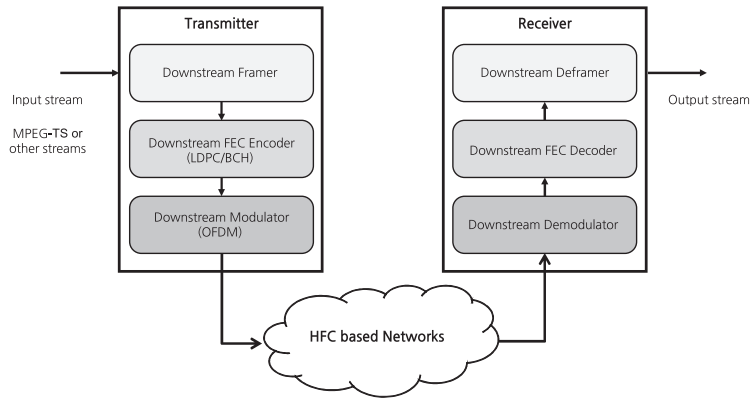 Transmitter
Receiver
Downstream Framer
Downstream Deframer
Input stream
Output stream
MPEG-TS or
other streams
Downstream FEC Encoder
(LDPC/BCH)
Downstream FEC Decoder
Downstream Modulator
(OFDM)
Downstream Demodulator
HFC based Networks